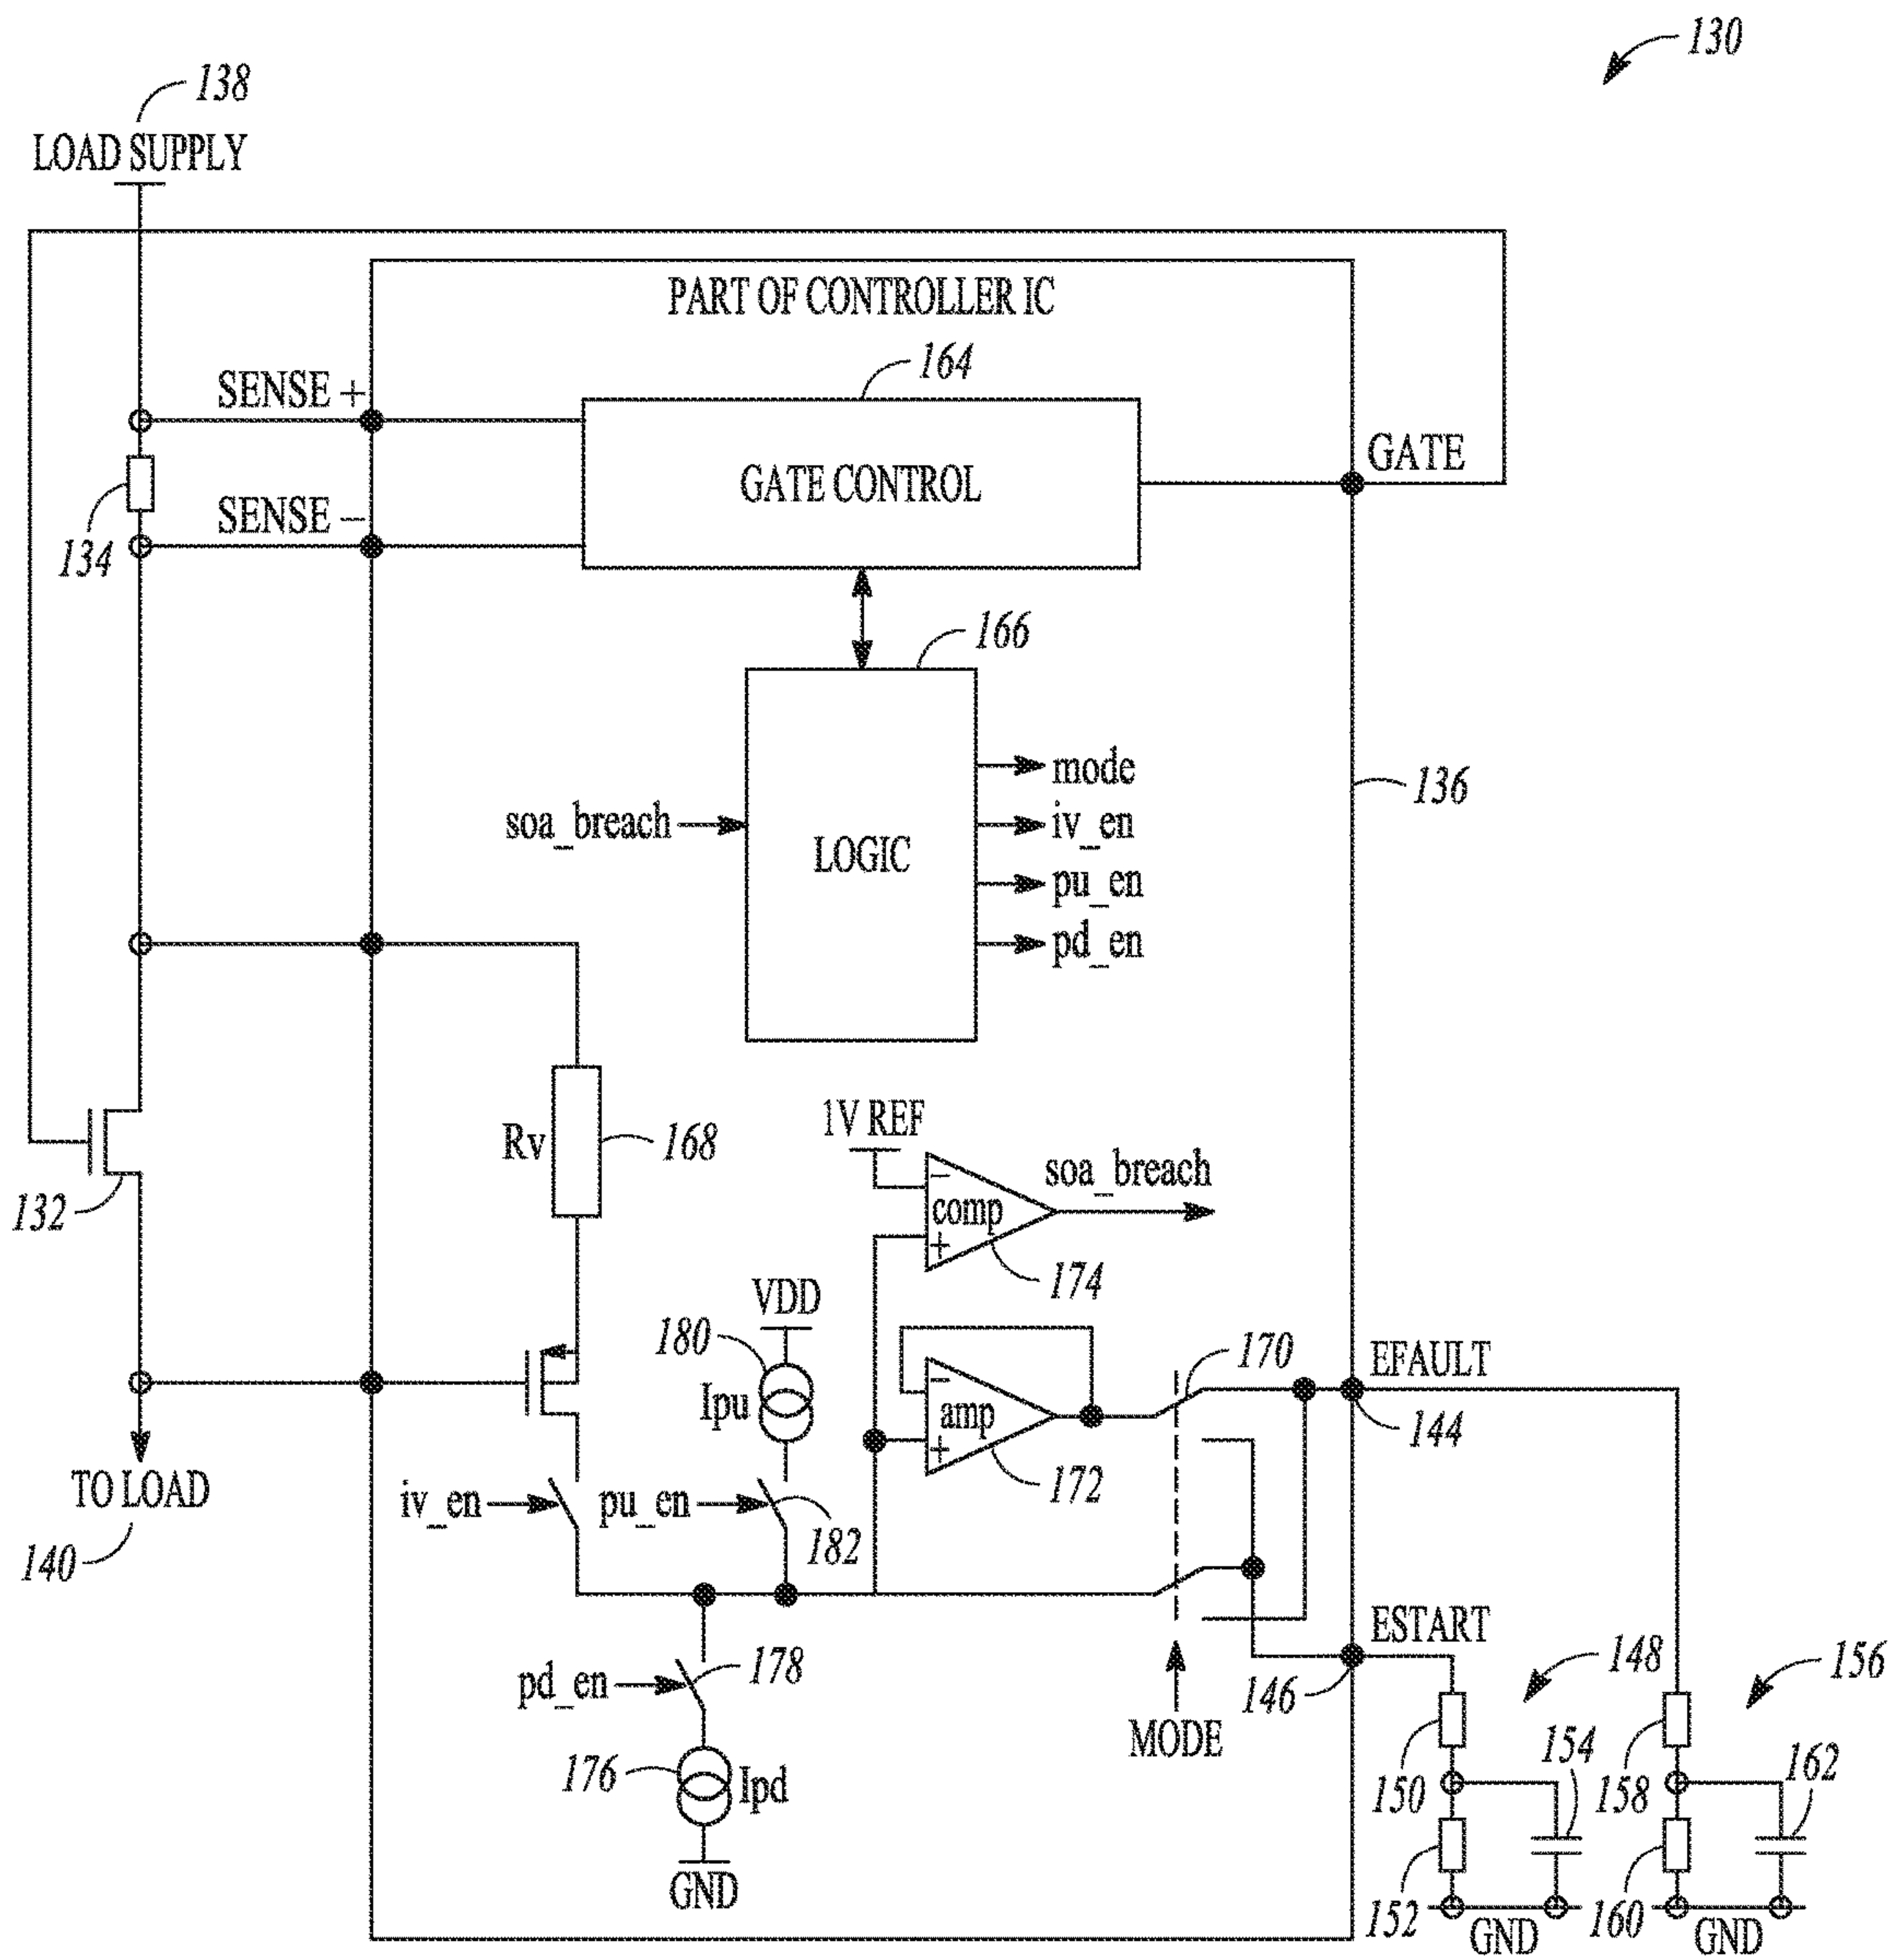 130
138
LOAD SUPPLY
PART OF CONTROLLER IC
164
SENSE +
GATE
GATE CONTROL
SENSE −
134
166
mode
136
soa_breach
iv_en
LOGIC
pu_en
pd_en
1V REF
Rv
168
soa_breach
−
comp
132
+
174
VDD
180
170
EFAULT
Ipu
−
amp
144
+
TO LOAD
172
iv_en
pu_en
182
140
ESTART
178
148
156
pd_en
146
MODE
154
162
176
Ipd
150
158
GND
152
GND
160
GND